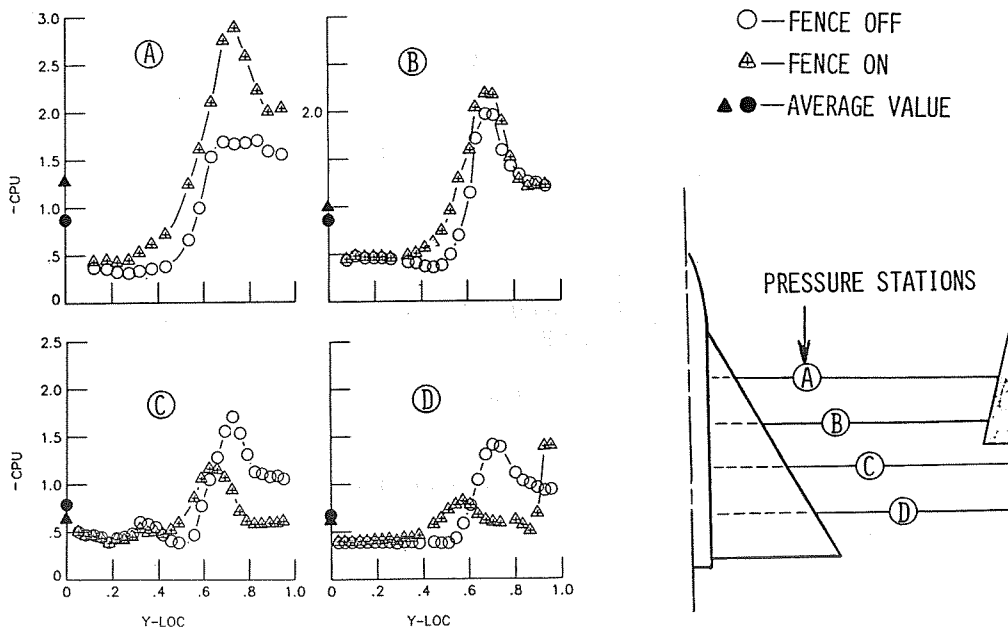 ○ — FENCE OFF
△ — FENCE ON
▲ ● — AVERAGE VALUE
3.0
2.5
2.0
1.5
1.0
.5
0
-CPU
A
2.0
B
2.5
2.0
1.5
1.0
0.5
0
-CPU
C
0 .2 .4 .6 .8 1.0
Y-LOC
D
0 .2 .4 .6 .8 1.0
Y-LOC
PRESSURE STATIONS
A
B
C
D